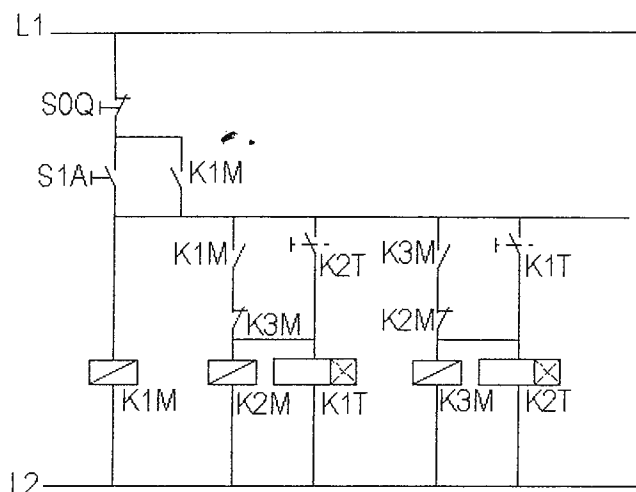 L1
S0Q
S1A K1M
K1M K2T K3M K1T
K3M K2M
K1M K2M K1T K3M K2T
L2